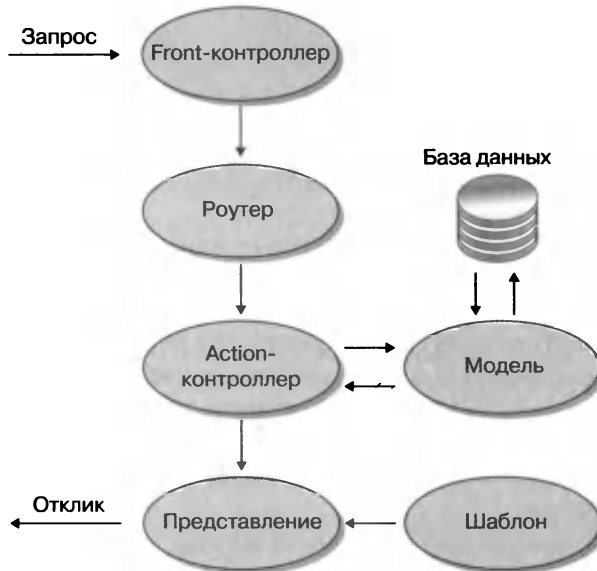 Запрос
Front-контроллер
База данных
Роутер
Action-
контроллер
Модель
Отклик
Представление
Шаблон